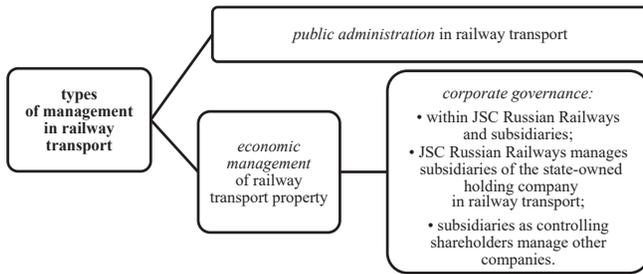 public administration in railway transport
types
of management
in railway
transport
economic
management
of railway
transport property
corporate governance:
• within JSC Russian Railways
and subsidiaries;
• JSC Russian Railways manages
subsidiaries of the state-owned
holding company
in railway transport;
• subsidiaries as controlling
shareholders manage other
companies.